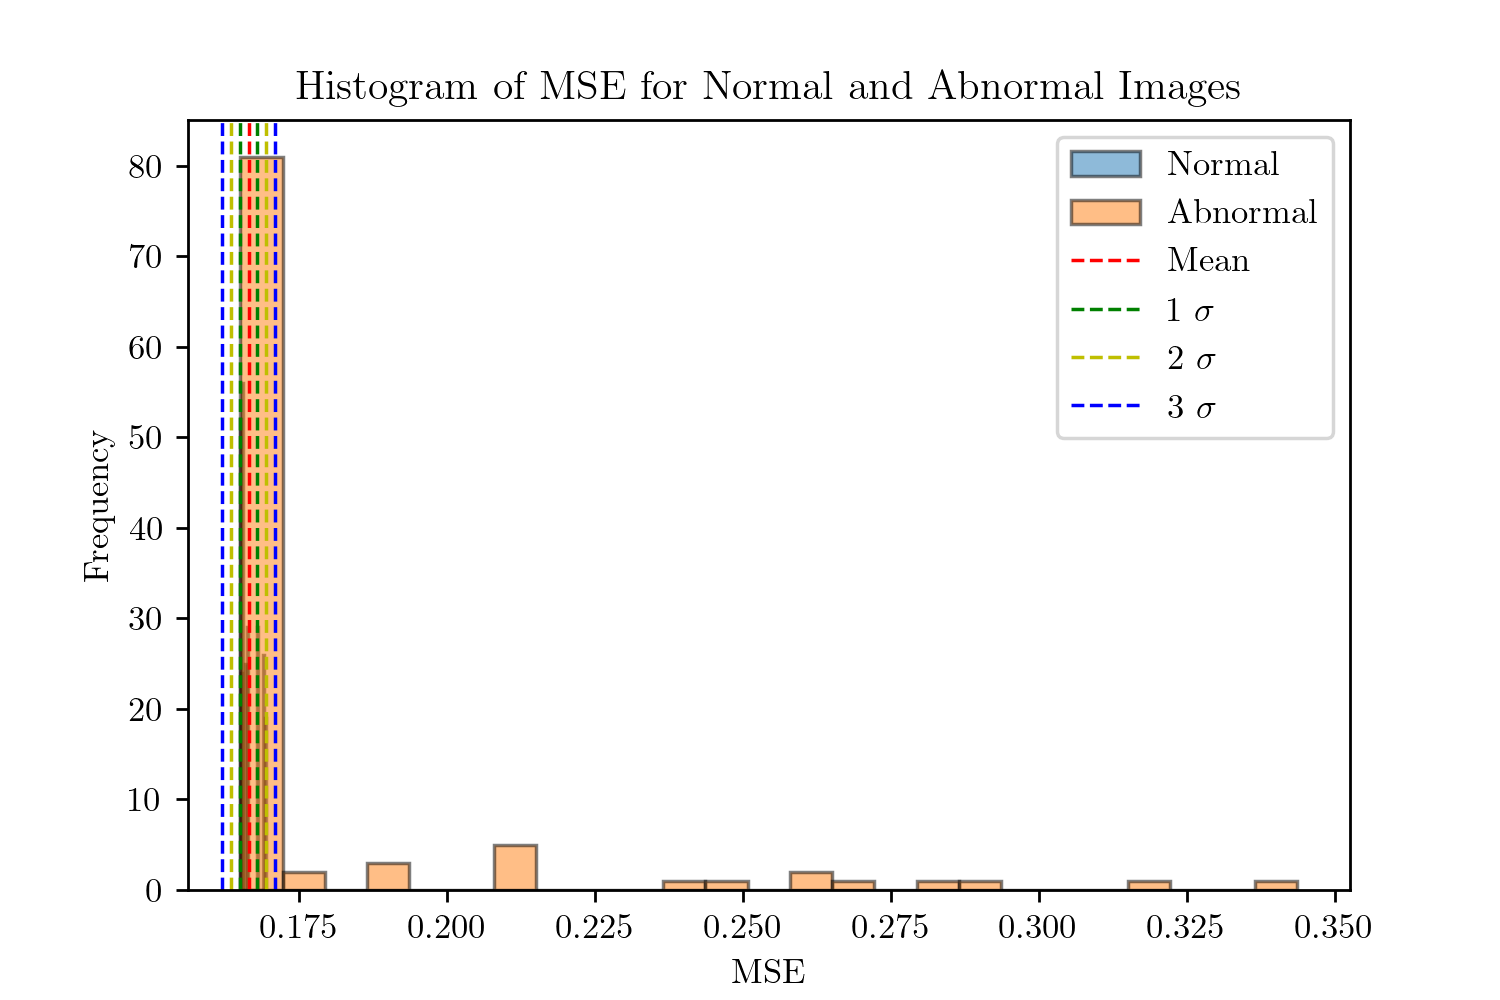 Histogram of MSE for Normal and Abnormal Images
Normal
Abnormal
Mean
1 σ
2 σ
3 σ
80
70
60
50
40
30
20
10
0
Frequency
0.175 0.200 0.225 0.250 0.275 0.300 0.325 0.350
MSE